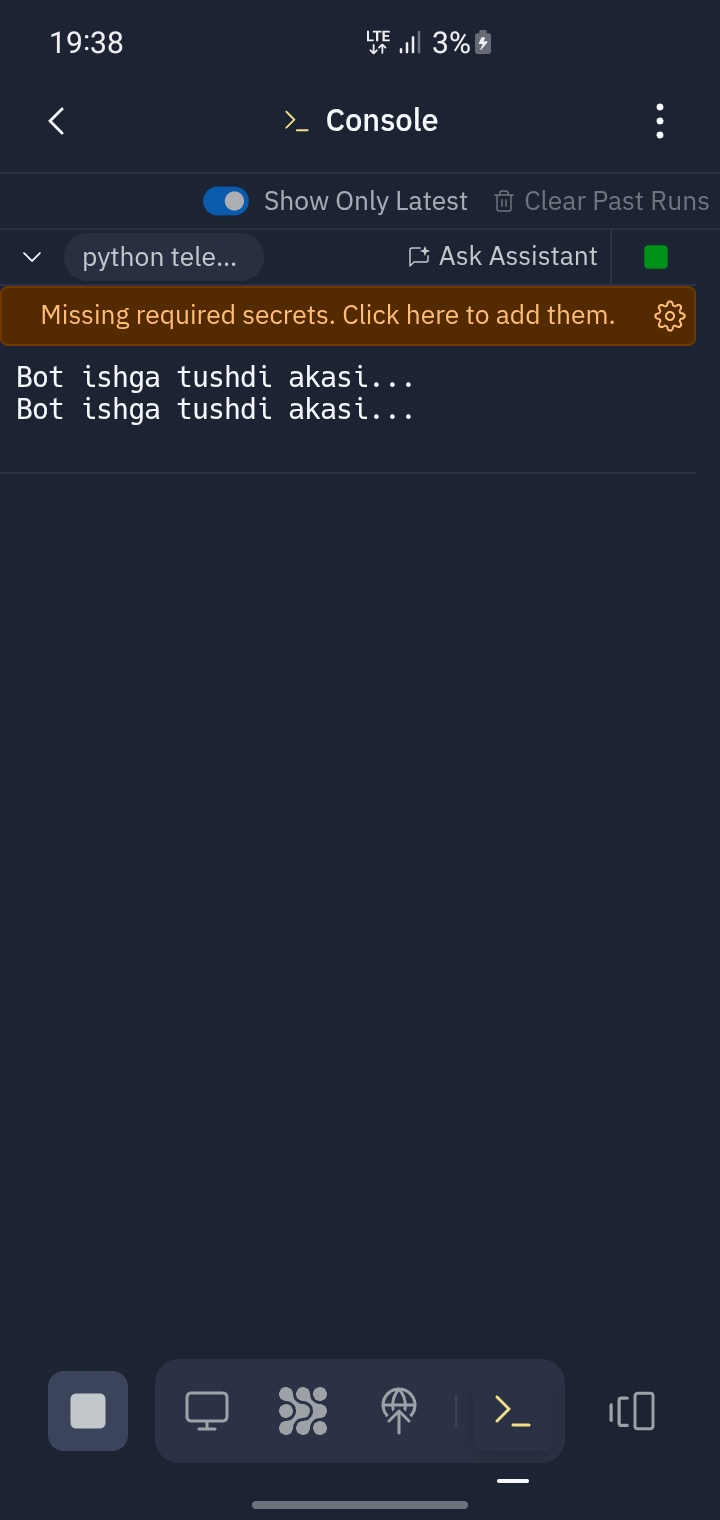 19:38
LTE 3%
Console
Show Only Latest Clear Past Runs
python tele... Ask Assistant
Missing required secrets. Click here to add them.
Bot ishga tushdi akasi...
Bot ishga tushdi akasi...